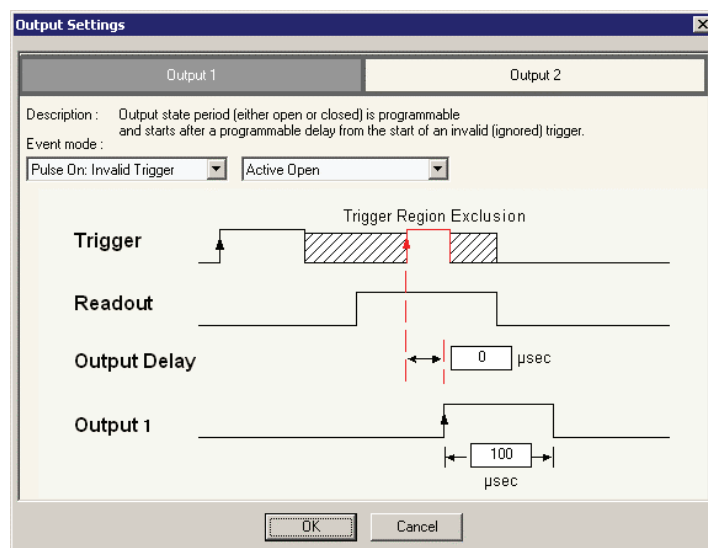 Output Settings
Output 1
Output 2
Description : Output state period (either open or closed) is programmable
and starts after a programmable delay from the start of an invalid (ignored) trigger.
Event mode :
Pulse On: Invalid Trigger
Active Open
Trigger Region Exclusion
Trigger
Readout
Output Delay
0 µsec
Output 1
100
µsec
OK
Cancel